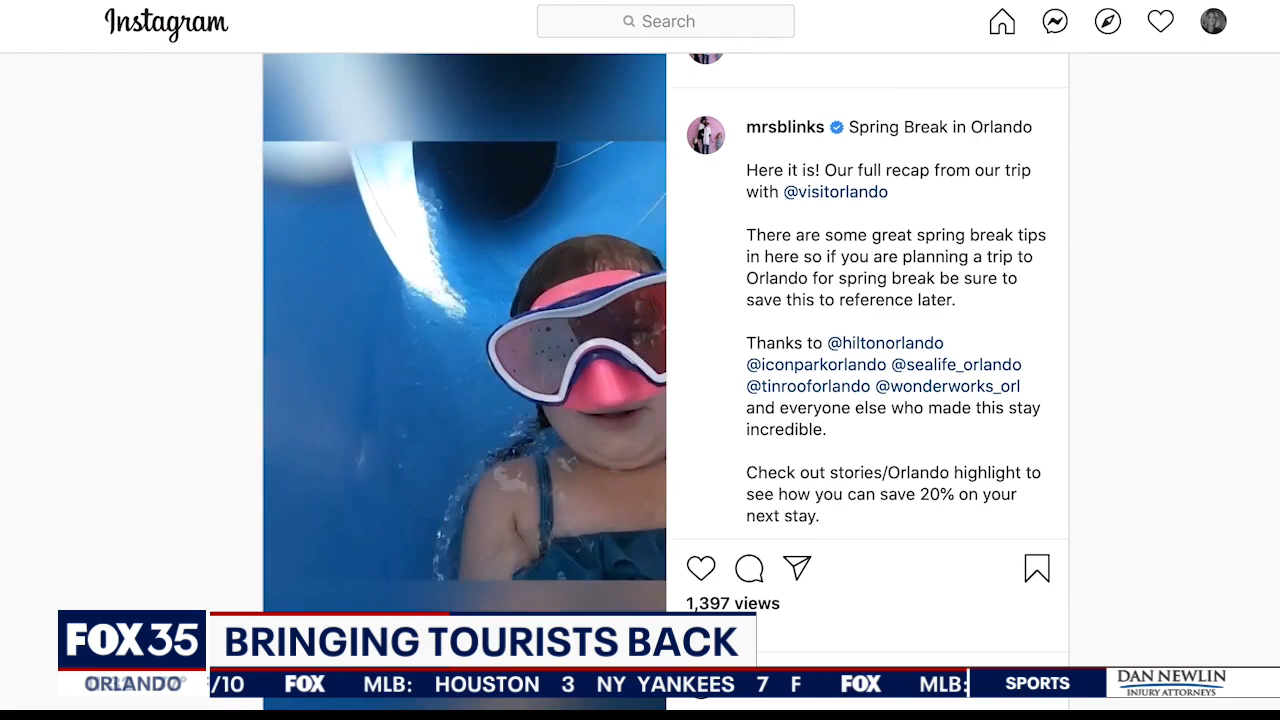 Instagram
Search
mrsblinks Spring Break in Orlando
Here it is! Our full recap from our trip
with @visitorlando
There are some great spring break tips
in here so if you are planning a trip to
Orlando for spring break be sure to
save this to reference later.
Thanks to @hiltonorlando
@iconparkorlando @sealife_orlando
@tinrooforlando @wonderworks_orl
and everyone else who made this stay
incredible.
Check out stories/Orlando highlight to
see how you can save 20% on your
next stay.
1,397 views
FOX 35
BRINGING TOURISTS BACK
ORLANDO
/10 FOX MLB: HOUSTON 3 NY YANKEES 7 F FOX MLB: SPORTS
DAN NEWLIN
INJURY ATTORNEYS